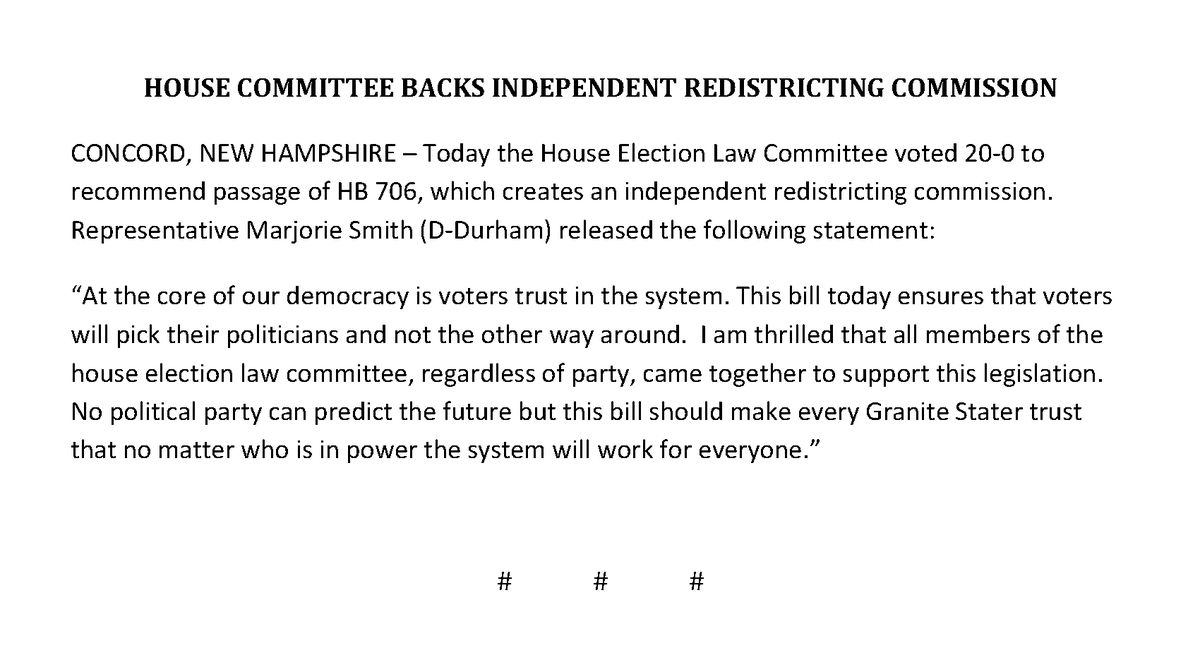 HOUSE COMMITTEE BACKS INDEPENDENT REDISTRICTING COMMISSION
CONCORD, NEW HAMPSHIRE – Today the House Election Law Committee voted 20-0 to
recommend passage of HB 706, which creates an independent redistricting commission.
Representative Marjorie Smith (D-Durham) released the following statement:
“At the core of our democracy is voters trust in the system. This bill today ensures that voters
will pick their politicians and not the other way around.  I am thrilled that all members of the
house election law committee, regardless of party, came together to support this legislation.
No political party can predict the future but this bill should make every Granite Stater trust
that no matter who is in power the system will work for everyone.”
# # #